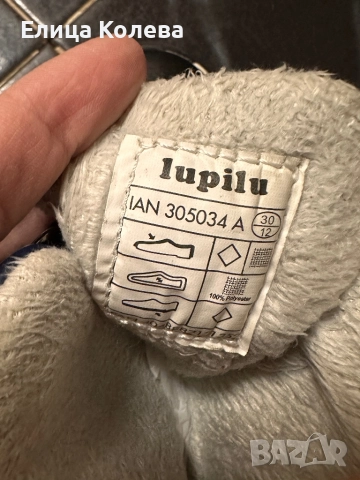 Елица Колева
lupilu
IAN 305034 A 30
12
100% Polyester
BAZAR